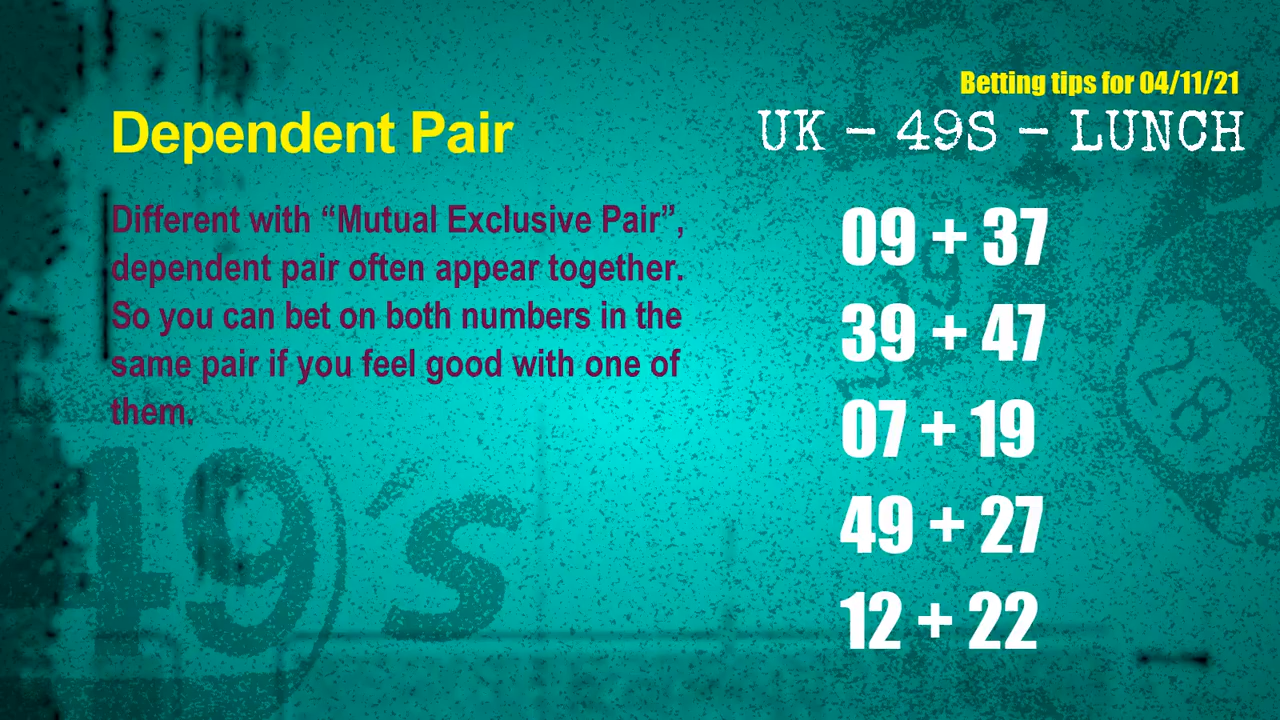 Betting tips for 04/11/21
UK - 49S - LUNCH
Dependent Pair
Different with “Mutual Exclusive Pair”,
dependent pair often appear together.
So you can bet on both numbers in the
same pair if you feel good with one of
them.
09 + 37
39 + 47
07 + 19
49 + 27
12 + 22
49's
28